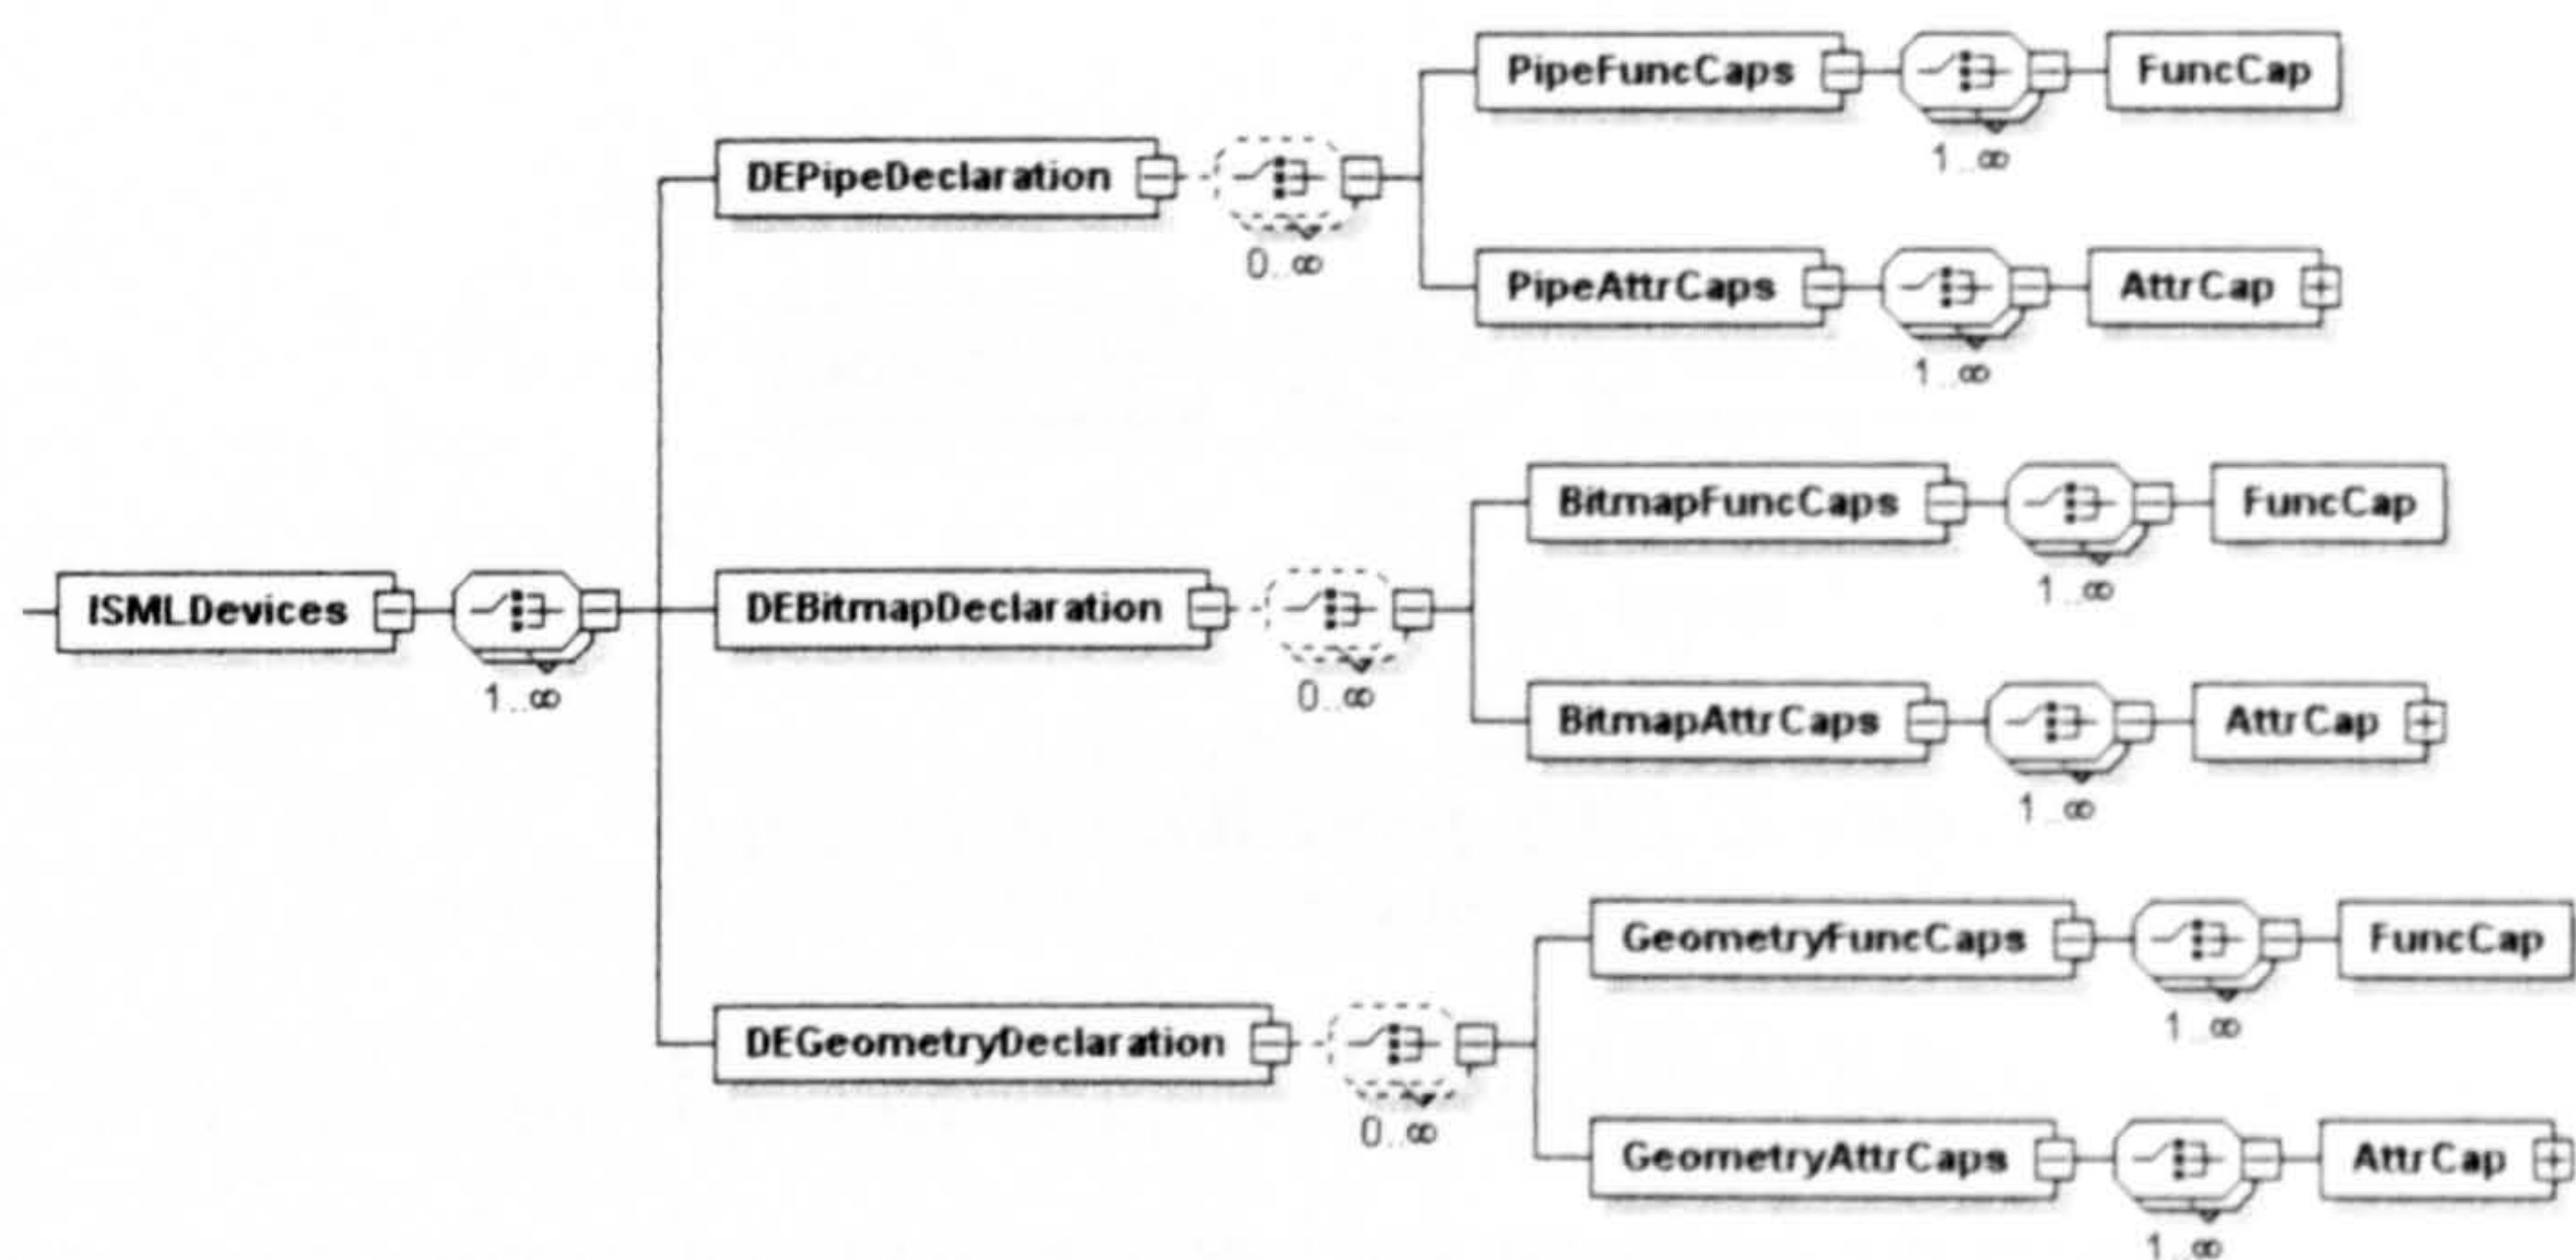 PipeFuncCaps FuncCap
1..∞
DEPipeDeclaration
0..∞
PipeAttrCaps AttrCap
1..∞
BitmapFuncCaps FuncCap
1..∞
ISMLDevices DEBitmapDeclaration
1..∞ 0..∞
BitmapAttrCaps AttrCap
1..∞
GeometryFuncCaps FuncCap
1..∞
DEGeometryDeclaration
0..∞
GeometryAttrCaps AttrCap
1..∞